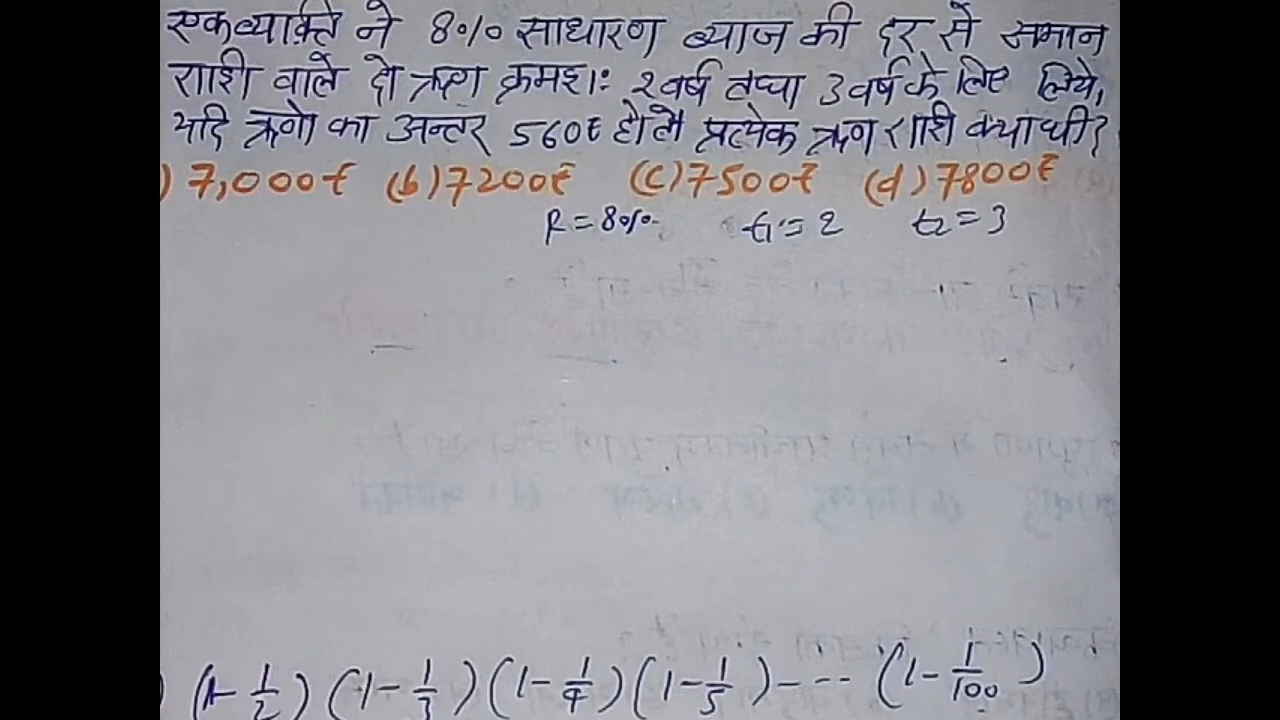 एक व्यक्ति ने 8% साधारण ब्याज की दर से समान
राशी वाले दो ऋण क्रमशः 2 वर्ष तथा 3 वर्ष के लिए लिये,
यदि ऋणो का अन्तर 560₹ हो तो प्रत्येक ऋण राशी क्या थी?
) 7,000₹ (b) 7200₹ (c) 7500₹ (d) 7800₹
R = 8% t₁ = 2 t₂ = 3
(1 - 1/2) (1 - 1/3) (1 - 1/4) (1 - 1/5) - - - - (1 - 1/100)